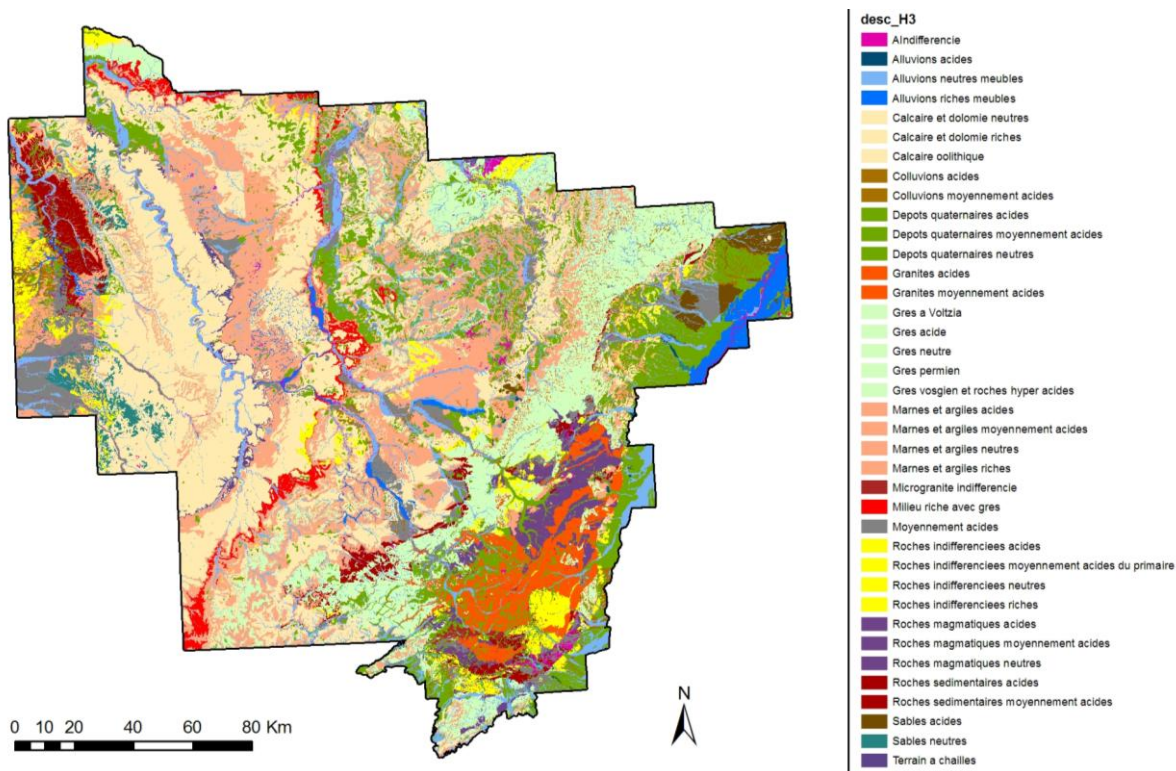 desc_H3
AIndifferencie
Alluvions acides
Alluvions neutres meubles
Alluvions riches meubles
Calcaire et dolomie neutres
Calcaire et dolomie riches
Calcaire oolithique
Colluvions acides
Colluvions moyennement acides
Depots quaternaires acides
Depots quaternaires moyennement acides
Depots quaternaires neutres
Granites acides
Granites moyennement acides
Gres a Voltzia
Gres acide
Gres neutre
Gres permien
Gres vosgien et roches hyper acides
Marnes et argiles acides
Marnes et argiles moyennement acides
Marnes et argiles neutres
Marnes et argiles riches
Microgranite indifferencie
Milieu riche avec gres
Moyennement acides
Roches indifferenciees acides
Roches indifferenciees moyennement acides du primaire
Roches indifferenciees neutres
Roches indifferenciees riches
Roches magmatiques acides
Roches magmatiques moyennement acides
Roches magmatiques neutres
Roches sedimentaires acides
Roches sedimentaires moyennement acides
Sables acides
Sables neutres
Terrain a chailles
N
0 10 20 40 60 80 Km